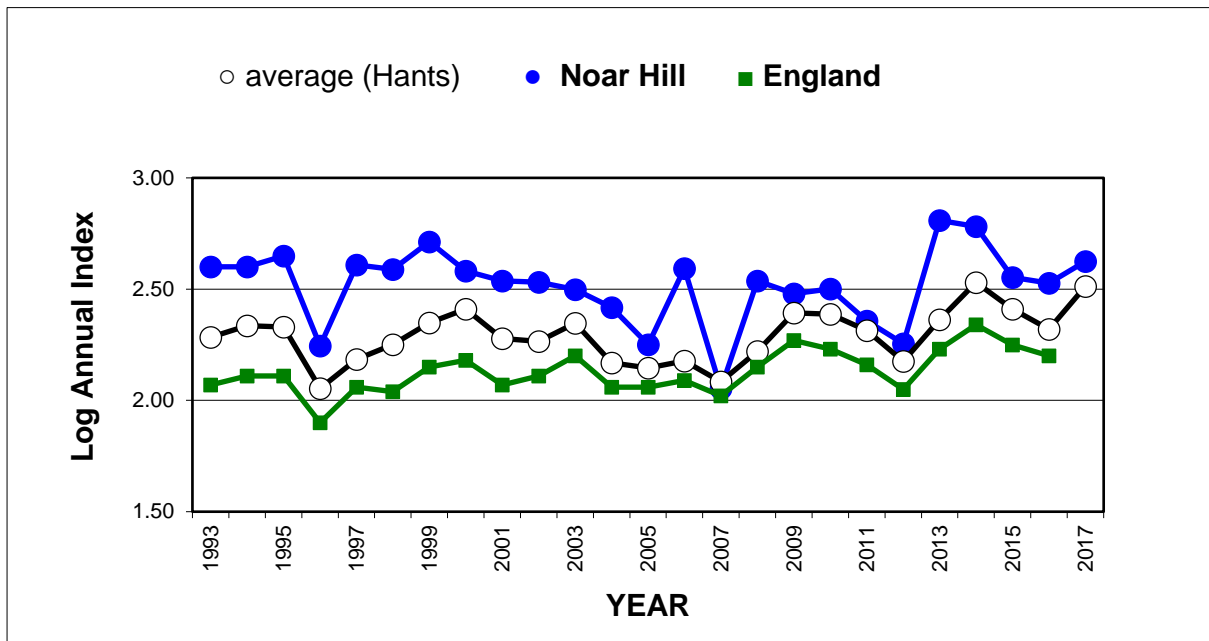 average (Hants) Noar Hill England
Log Annual Index
3.00
2.50
2.00
1.50
1993 1995 1997 1999 2001 2003 2005 2007 2009 2011 2013 2015 2017
YEAR